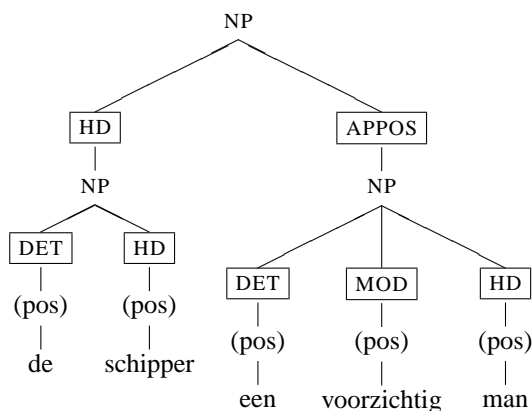 NP
HD APPOS
NP NP
DET HD
DET MOD HD
(pos) (pos)
(pos) (pos) (pos)
de schipper
een voorzichtig man